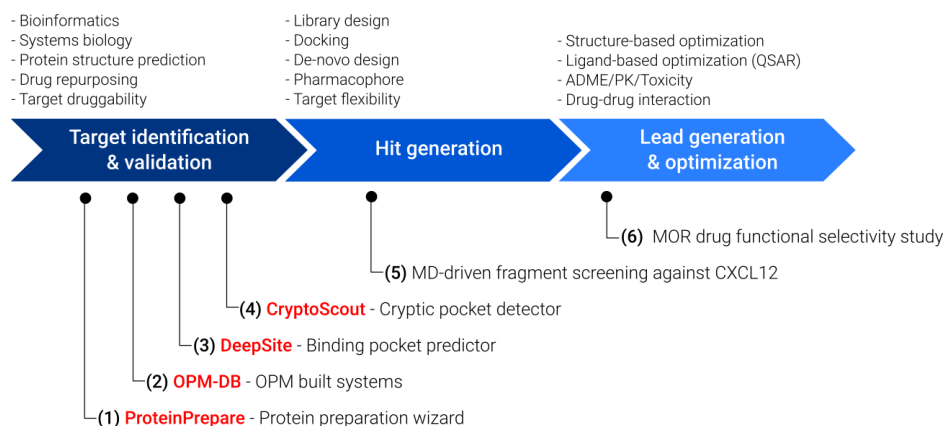 - Bioinformatics
- Systems biology
- Protein structure prediction
- Drug repurposing
- Target druggability
- Library design
- Docking
- De-novo design
- Pharmacophore
- Target flexibility
- Structure-based optimization
- Ligand-based optimization (QSAR)
- ADME/PK/Toxicity
- Drug-drug interaction
Target identification
& validation
Hit generation
Lead generation
& optimization
(6) MOR drug functional selectivity study
(5) MD-driven fragment screening against CXCL12
(4) CryptoScout - Cryptic pocket detector
(3) DeepSite - Binding pocket predictor
(2) OPM-DB - OPM built systems
(1) ProteinPrepare - Protein preparation wizard